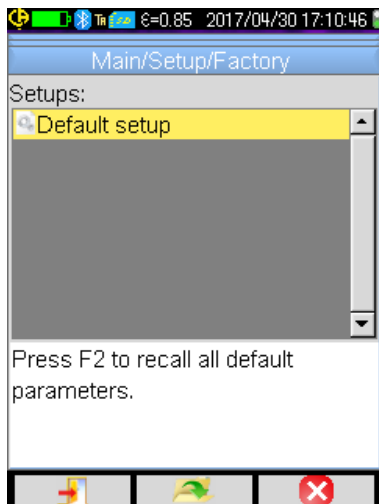 ε=0.85 2017/04/30 17:10:46
Main/Setup/Factory
Setups:
Default setup
Press F2 to recall all default
parameters.